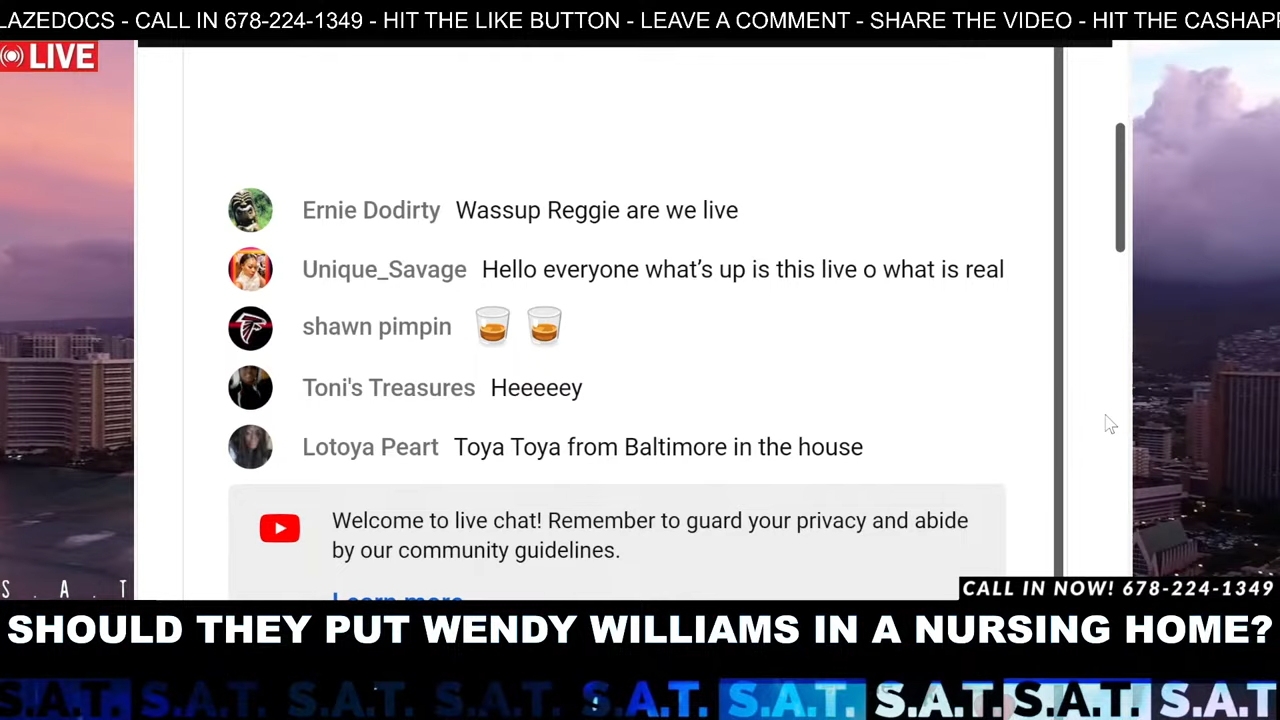 LAZEDOCS - CALL IN 678-224-1349 - HIT THE LIKE BUTTON - LEAVE A COMMENT - SHARE THE VIDEO - HIT THE CASHAPP
LIVE
Ernie Dodirty Wassup Reggie are we live
Unique_Savage Hello everyone what’s up is this live o what is real
shawn pimpin
Toni's Treasures Heeeeey
Lotoya Peart Toya Toya from Baltimore in the house
Welcome to live chat! Remember to guard your privacy and abide
by our community guidelines.
Learn more
S . A . T
CALL IN NOW! 678-224-1349
SHOULD THEY PUT WENDY WILLIAMS IN A NURSING HOME?
S.A.T. S.A.T. S.A.T. S.A.T. S.A.T. S.A.T. S.A.T. S.A.T. S.A.T